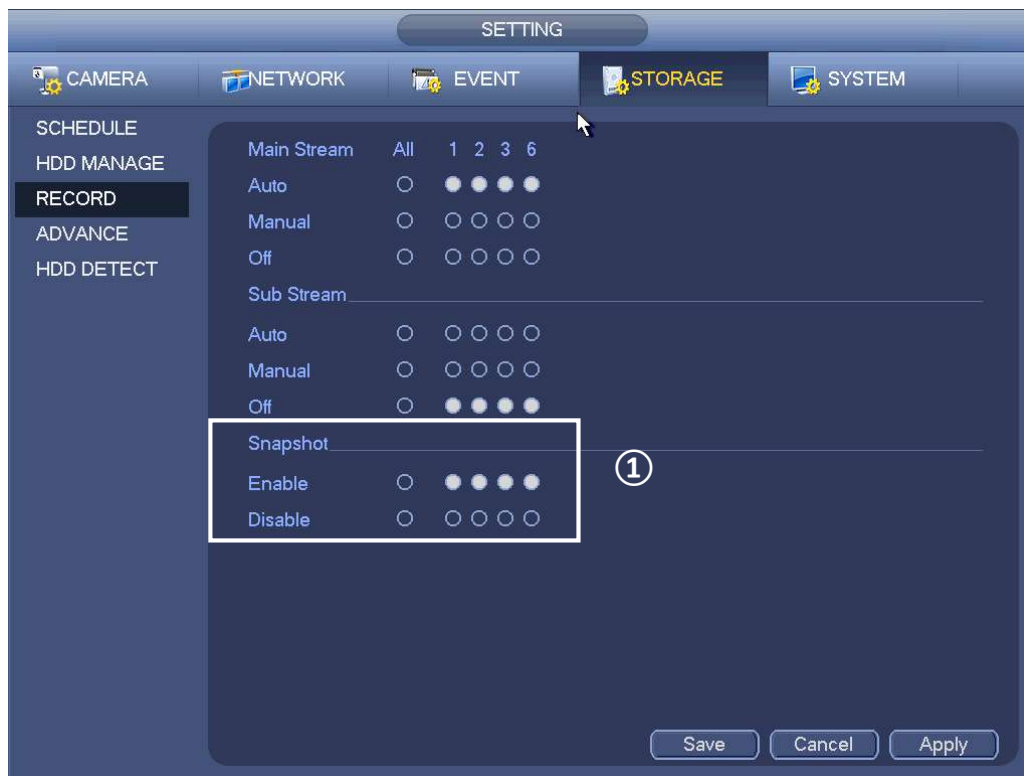 SETTING
CAMERA NETWORK EVENT STORAGE SYSTEM
SCHEDULE
HDD MANAGE
RECORD
ADVANCE
HDD DETECT
Main Stream All 1 2 3 6
Auto
Manual
Off
Sub Stream
Auto
Manual
Off
Snapshot
Enable
Disable
①
Save Cancel Apply